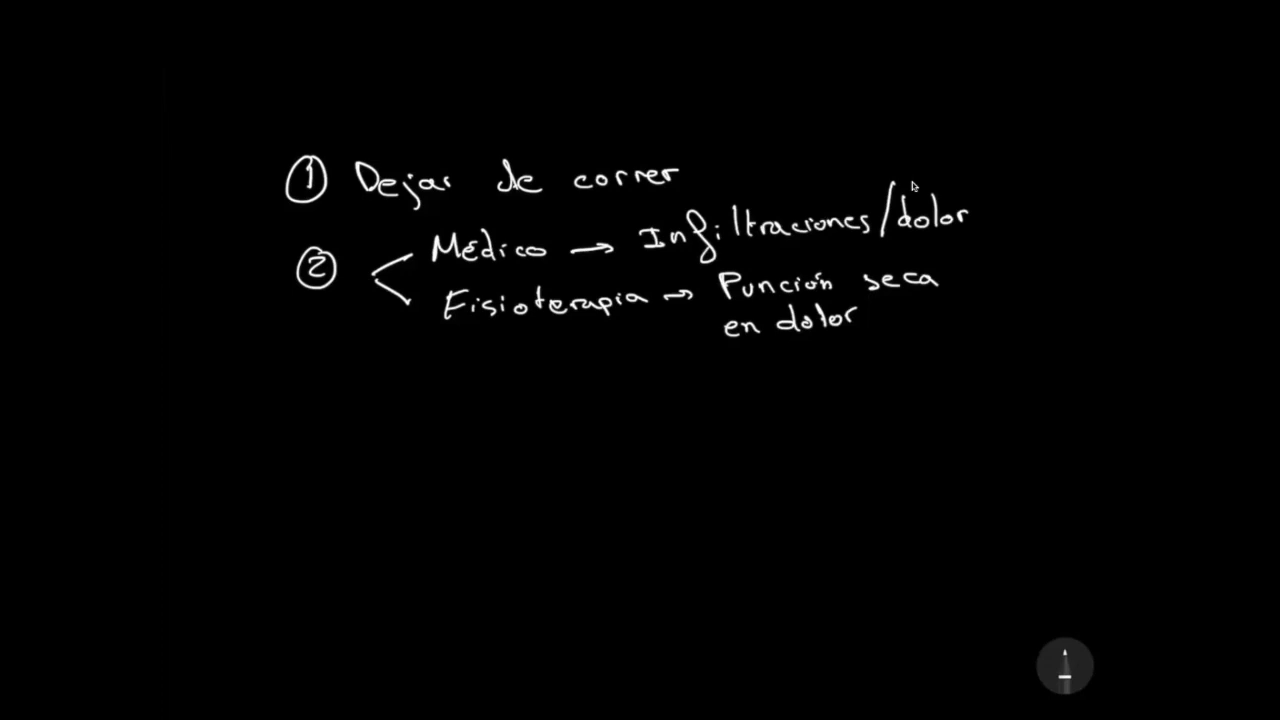 ① Dejar de correr
② < Médico → Infiltraciones/dolor
Fisioterapia → Punción seca
en dolor